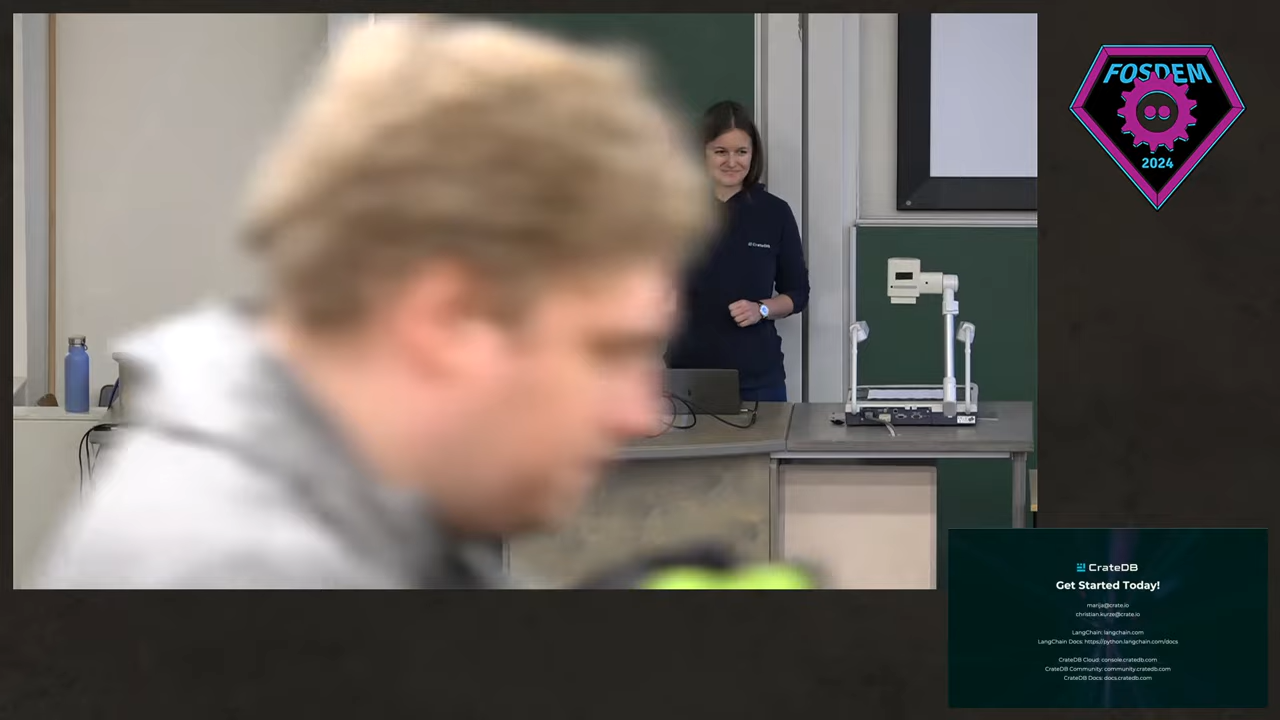 FOSDEM
2024
CrateDB
CrateDB
Get Started Today!
marija@crate.io
christian.kurze@crate.io
LangChain: langchain.com
LangChain Docs: https://python.langchain.com/docs
CrateDB Cloud: console.cratedb.com
CrateDB Community: community.cratedb.com
CrateDB Docs: docs.cratedb.com